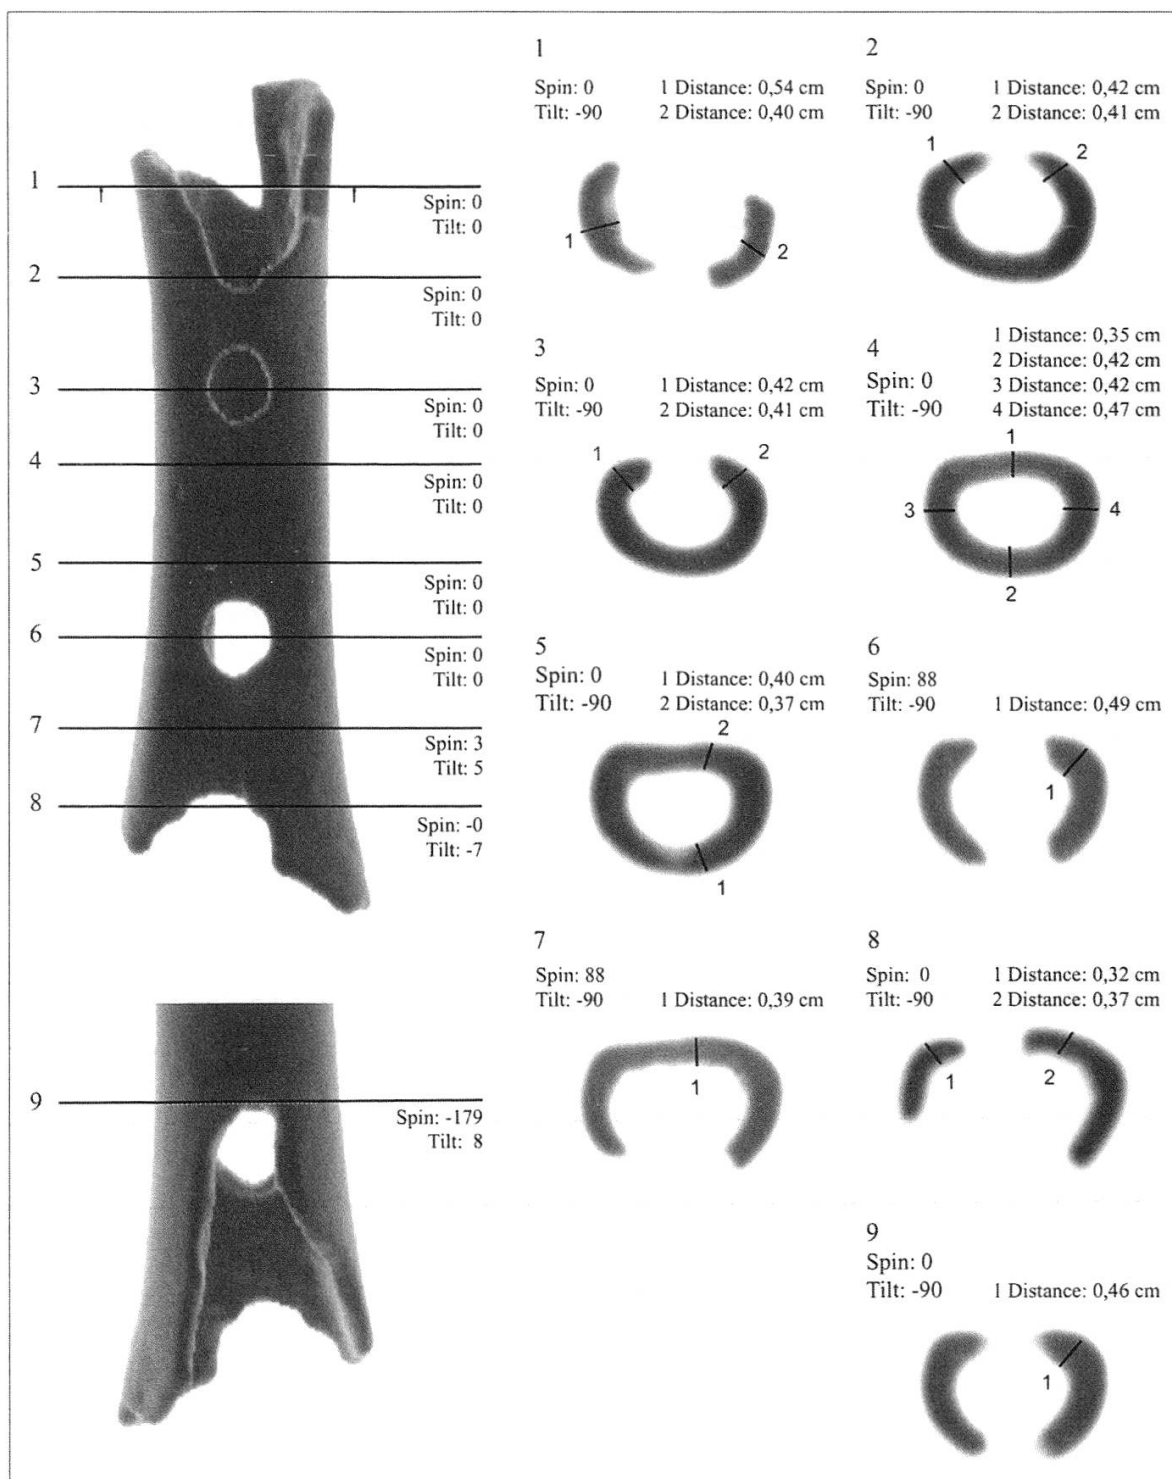 1
Spin: 0
Tilt: 0
2
Spin: 0
Tilt: 0
3
Spin: 0
Tilt: 0
4
Spin: 0
Tilt: 0
5
Spin: 0
Tilt: 0
6
Spin: 0
Tilt: 0
7
Spin: 3
Tilt: 5
8
Spin: -0
Tilt: -7
9
Spin: -179
Tilt: 8
1
Spin: 0 1 Distance: 0,54 cm
Tilt: -90 2 Distance: 0,40 cm
1
2
2
Spin: 0 1 Distance: 0,42 cm
Tilt: -90 2 Distance: 0,41 cm
1 2
3
Spin: 0 1 Distance: 0,42 cm
Tilt: -90 2 Distance: 0,41 cm
1 2
4
1 Distance: 0,35 cm
2 Distance: 0,42 cm
Spin: 0 3 Distance: 0,42 cm
Tilt: -90 4 Distance: 0,47 cm
1
3 4
2
5
Spin: 0 1 Distance: 0,40 cm
Tilt: -90 2 Distance: 0,37 cm
2
1
6
Spin: 88
Tilt: -90 1 Distance: 0,49 cm
1
7
Spin: 88
Tilt: -90 1 Distance: 0,39 cm
1
8
Spin: 0 1 Distance: 0,32 cm
Tilt: -90 2 Distance: 0,37 cm
1 2
9
Spin: 0
Tilt: -90 1 Distance: 0,46 cm
1